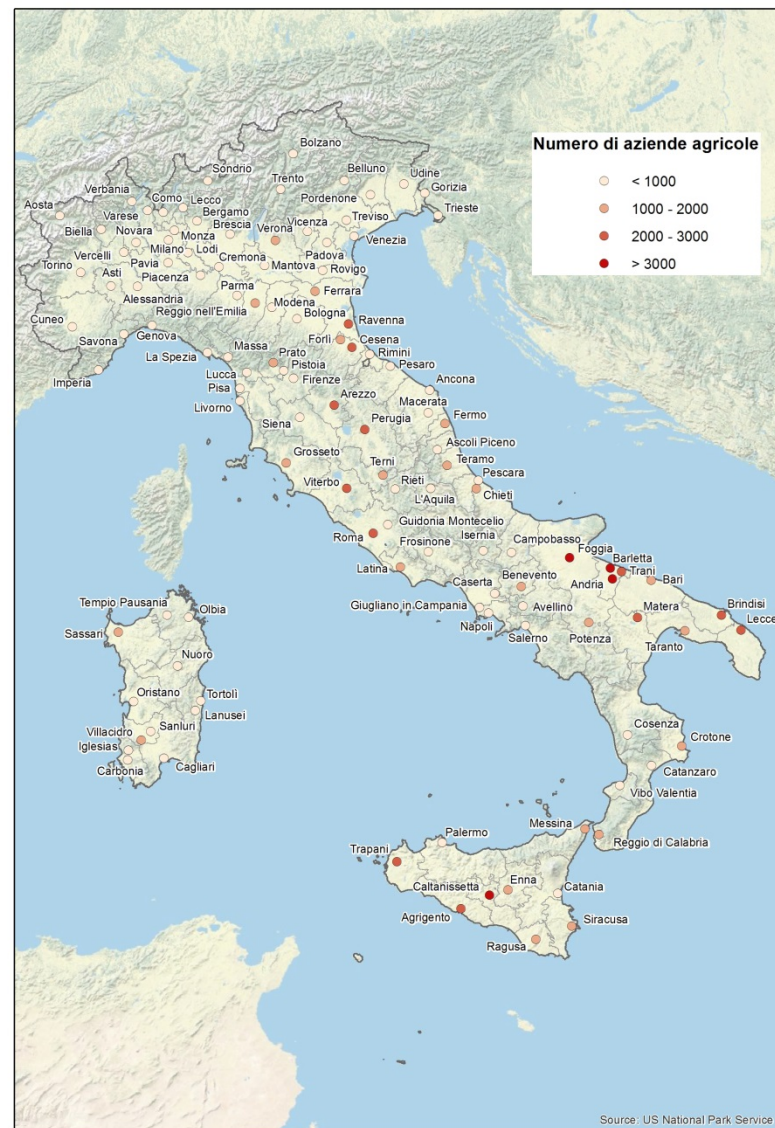 Numero di aziende agricole
< 1000
1000 - 2000
2000 - 3000
> 3000
Bolzano
Sondrio
Belluno
Udine
Trento
Verbania
Pordenone
Gorizia
Aosta
Como
Lecco
Varese
Bergamo
Treviso
Trieste
Biella
Brescia
Vicenza
Novara
Monza
Verona
Venezia
Vercelli
Milano
Lodi
Padova
Torino
Pavia
Cremona
Asti
Piacenza
Mantova
Rovigo
Alessandria
Parma
Ferrara
Reggio nell'Emilia
Modena
Cuneo
Bologna
Ravenna
Savona
Genova
Forlì
Cesena
La Spezia
Massa
Prato
Rimini
Imperia
Lucca
Pistoia
Pesaro
Pisa
Firenze
Livorno
Arezzo
Ancona
Macerata
Siena
Perugia
Fermo
Grosseto
Ascoli Piceno
Terni
Teramo
Viterbo
Rieti
Pescara
L'Aquila
Chieti
Guidonia Montecelio
Roma
Isernia
Campobasso
Frosinone
Foggia
Barletta
Latina
Trani
Caserta
Benevento
Andria
Bari
Giugliano in Campania
Avellino
Matera
Brindisi
Tempio Pausania
Olbia
Napoli
Lecce
Sassari
Salerno
Potenza
Taranto
Nuoro
Oristano
Tortolì
Lanusei
Villacidro
Sanluri
Cosenza
Iglesias
Crotone
Carbonia
Cagliari
Catanzaro
Vibo Valentia
Messina
Palermo
Reggio di Calabria
Trapani
Caltanissetta
Enna
Catania
Agrigento
Siracusa
Ragusa
Source: US National Park Service